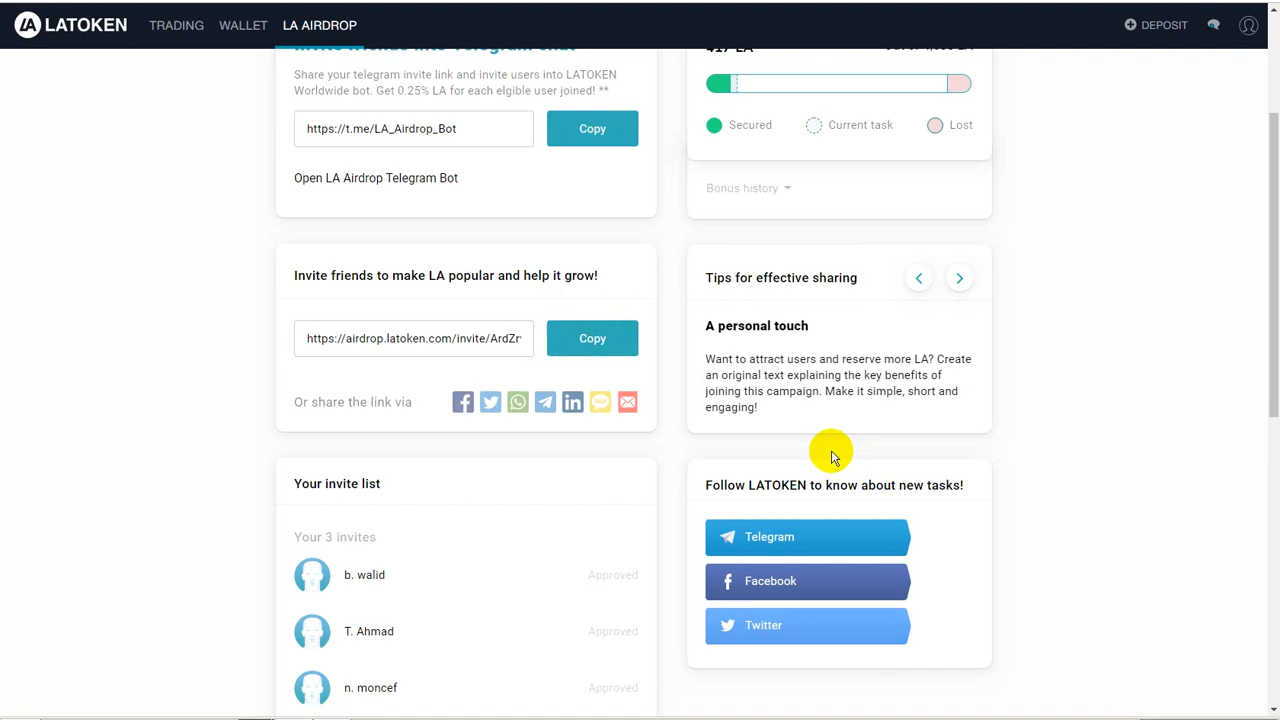 LATOKEN
TRADING
WALLET
LA AIRDROP
DEPOSIT
Share your telegram invite link and invite users into LATOKEN
Worldwide bot. Get 0.25% LA for each elgible user joined! **
https://t.me/LA_Airdrop_Bot
Copy
Open LA Airdrop Telegram Bot
Secured
Current task
Lost
Bonus history
Invite friends to make LA popular and help it grow!
https://airdrop.latoken.com/invite/ArdZr
Copy
Or share the link via
Tips for effective sharing
A personal touch
Want to attract users and reserve more LA? Create
an original text explaining the key benefits of
joining this campaign. Make it simple, short and
engaging!
Your invite list
Your 3 invites
b. walid
Approved
T. Ahmad
Approved
n. moncef
Approved
Follow LATOKEN to know about new tasks!
Telegram
Facebook
Twitter